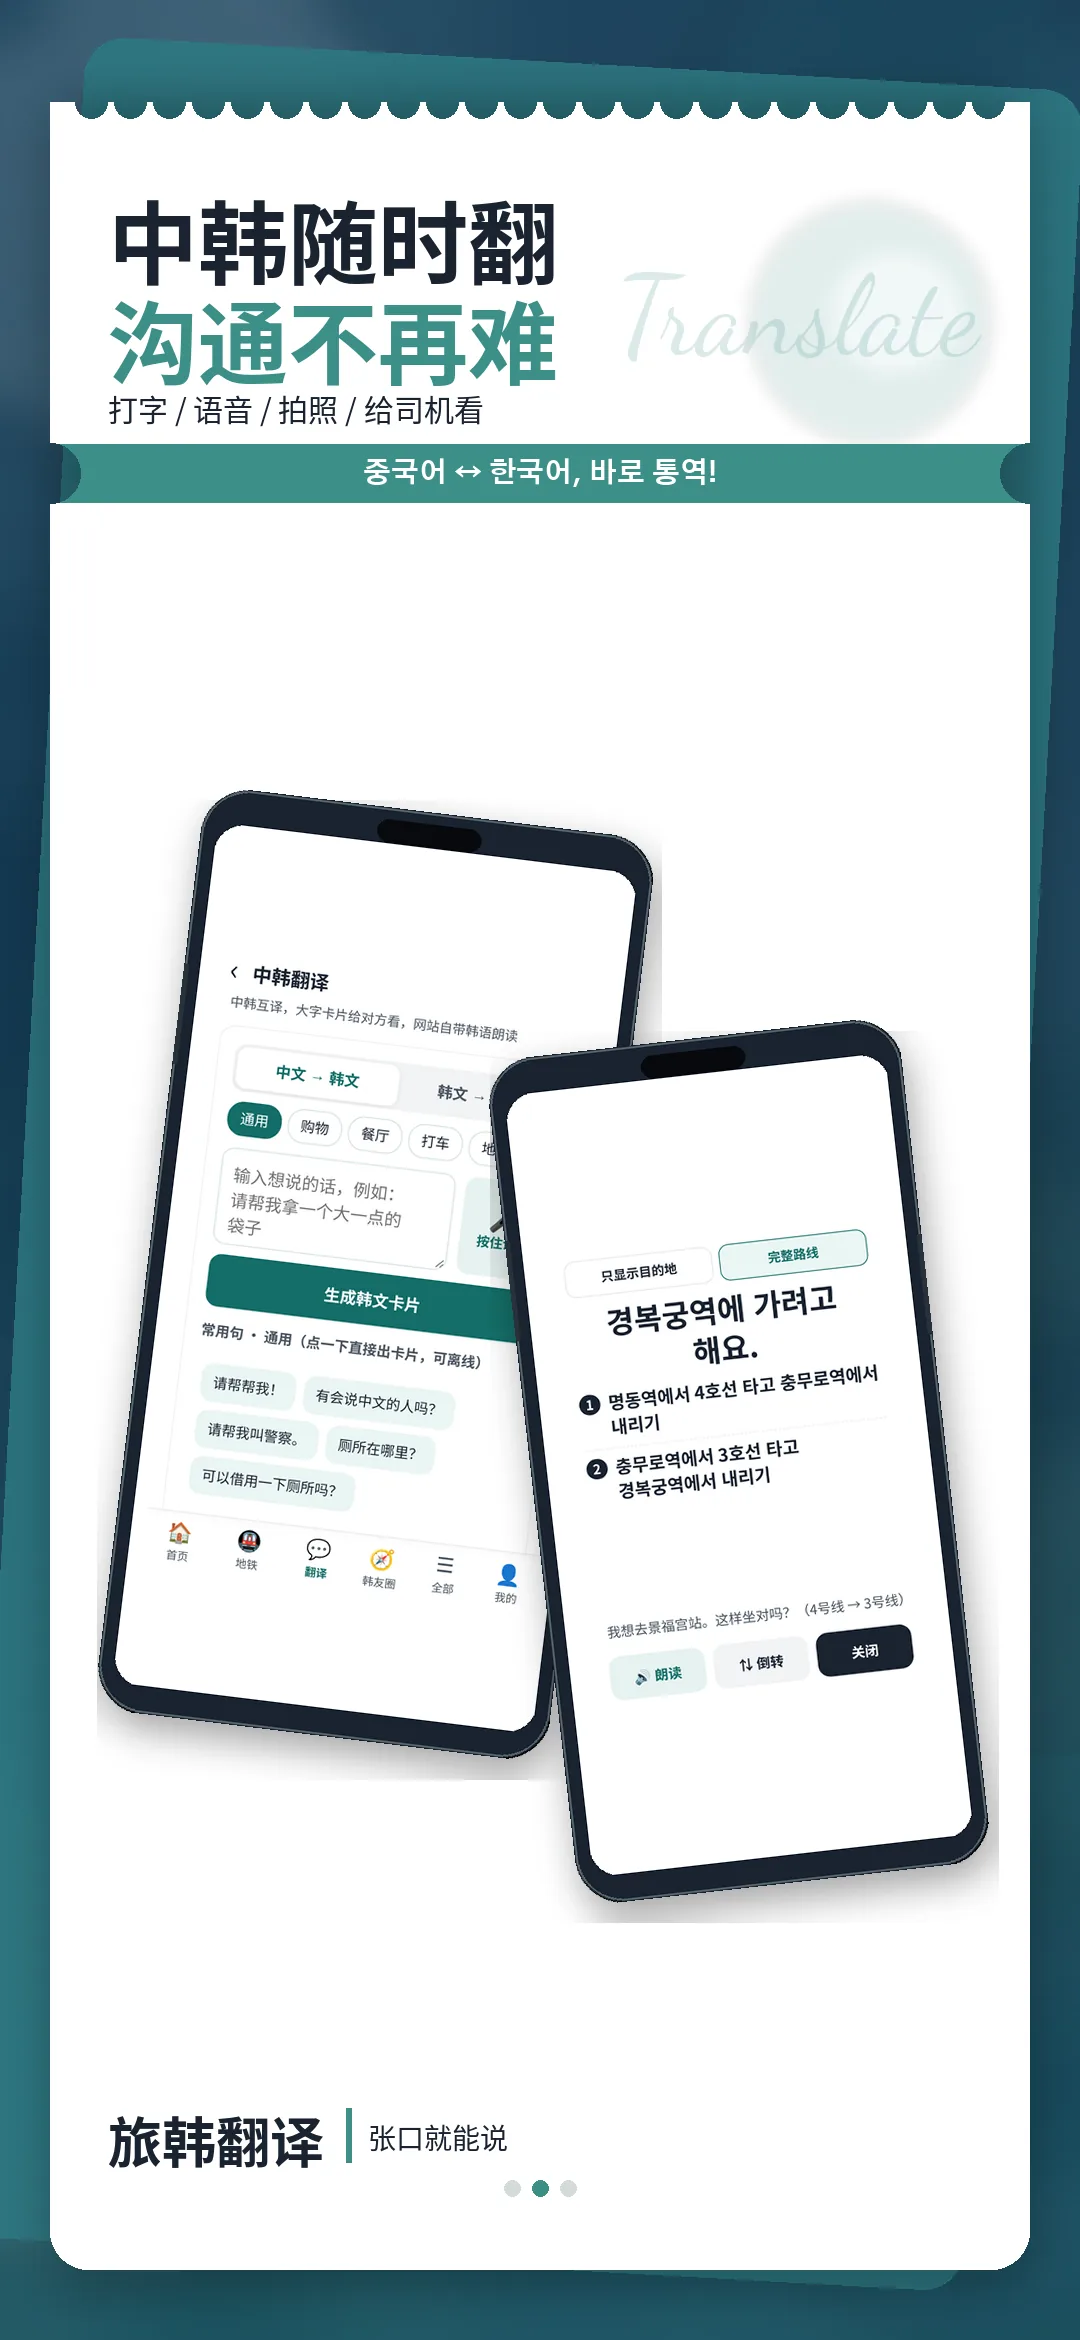 中韩随时翻
沟通不再难
Translate
打字 / 语音 / 拍照 / 给司机看
중국어 ↔ 한국어, 바로 통역!
‹ 中韩翻译
中韩互译，大字卡片给对方看，网站自带韩语朗读
中文 → 韩文
韩文 →
通用
购物
餐厅
打车
地
输入想说的话，例如：
请帮我拿一个大一点的
袋子
按住
生成韩文卡片
常用句 · 通用（点一下直接出卡片，可离线）
请帮帮我！
有会说中文的人吗？
请帮我叫警察。
厕所在哪里？
可以借用一下厕所吗？
首页
地铁
翻译
韩友圈
全部
我的
只显示目的地
完整路线
경복궁역에 가려고
해요.
1 명동역에서 4호선 타고 충무로역에서
내리기
2 충무로역에서 3호선 타고
경복궁역에서 내리기
我想去景福宫站。这样坐对吗？（4号线 → 3号线）
朗读
⇅ 倒转
关闭
旅韩翻译
张口就能说